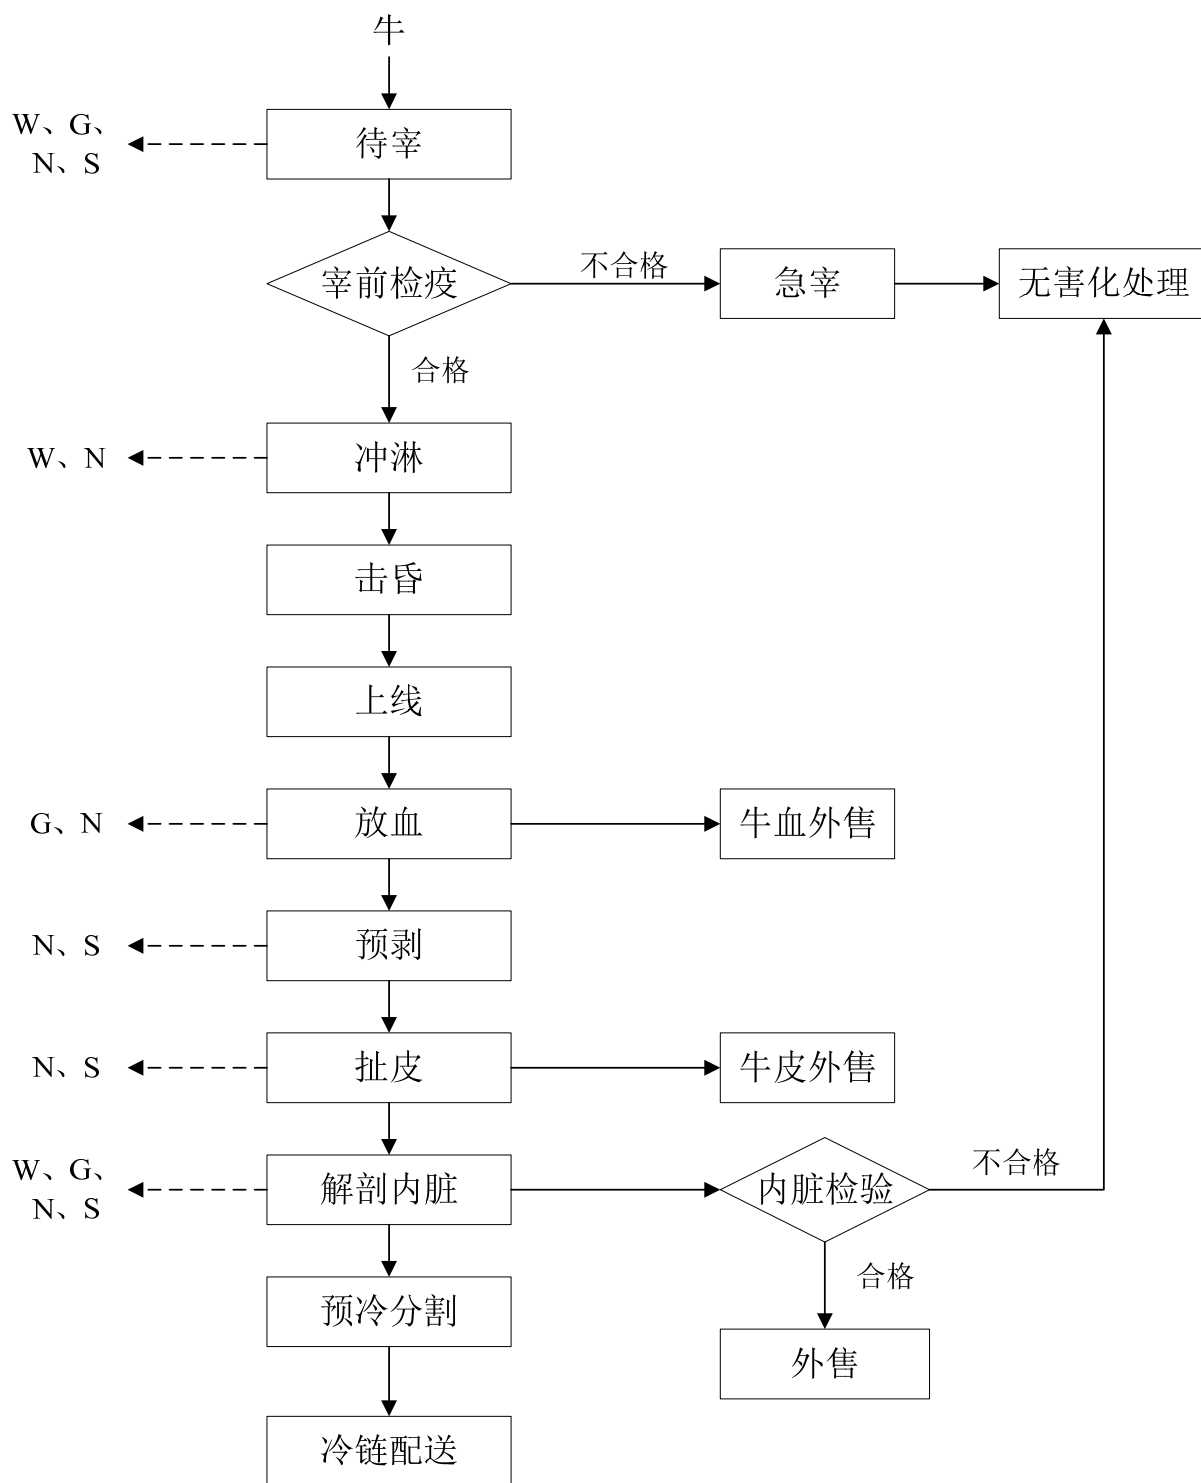 牛
W、G、
N、S
待宰
宰前检疫
不合格
急宰
无害化处理
合格
W、N
冲淋
击昏
上线
G、N
放血
牛血外售
N、S
预剥
N、S
扯皮
牛皮外售
W、G、
N、S
解剖内脏
内脏检验
不合格
合格
预冷分割
外售
冷链配送